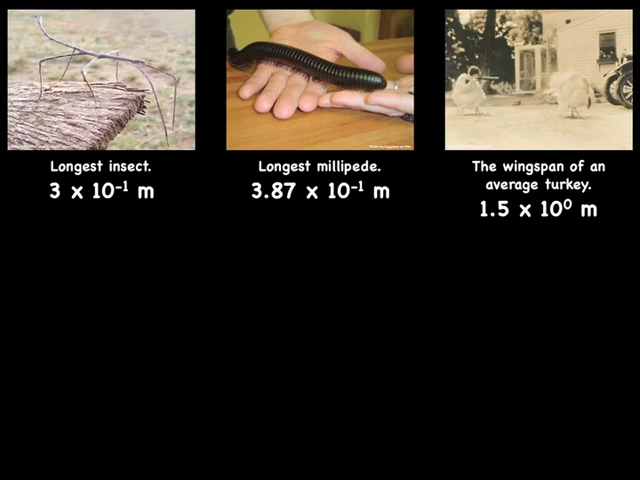 Longest insect.
3 x 10⁻¹ m
Longest millipede.
3.87 x 10⁻¹ m
The wingspan of an
average turkey.
1.5 x 10⁰ m